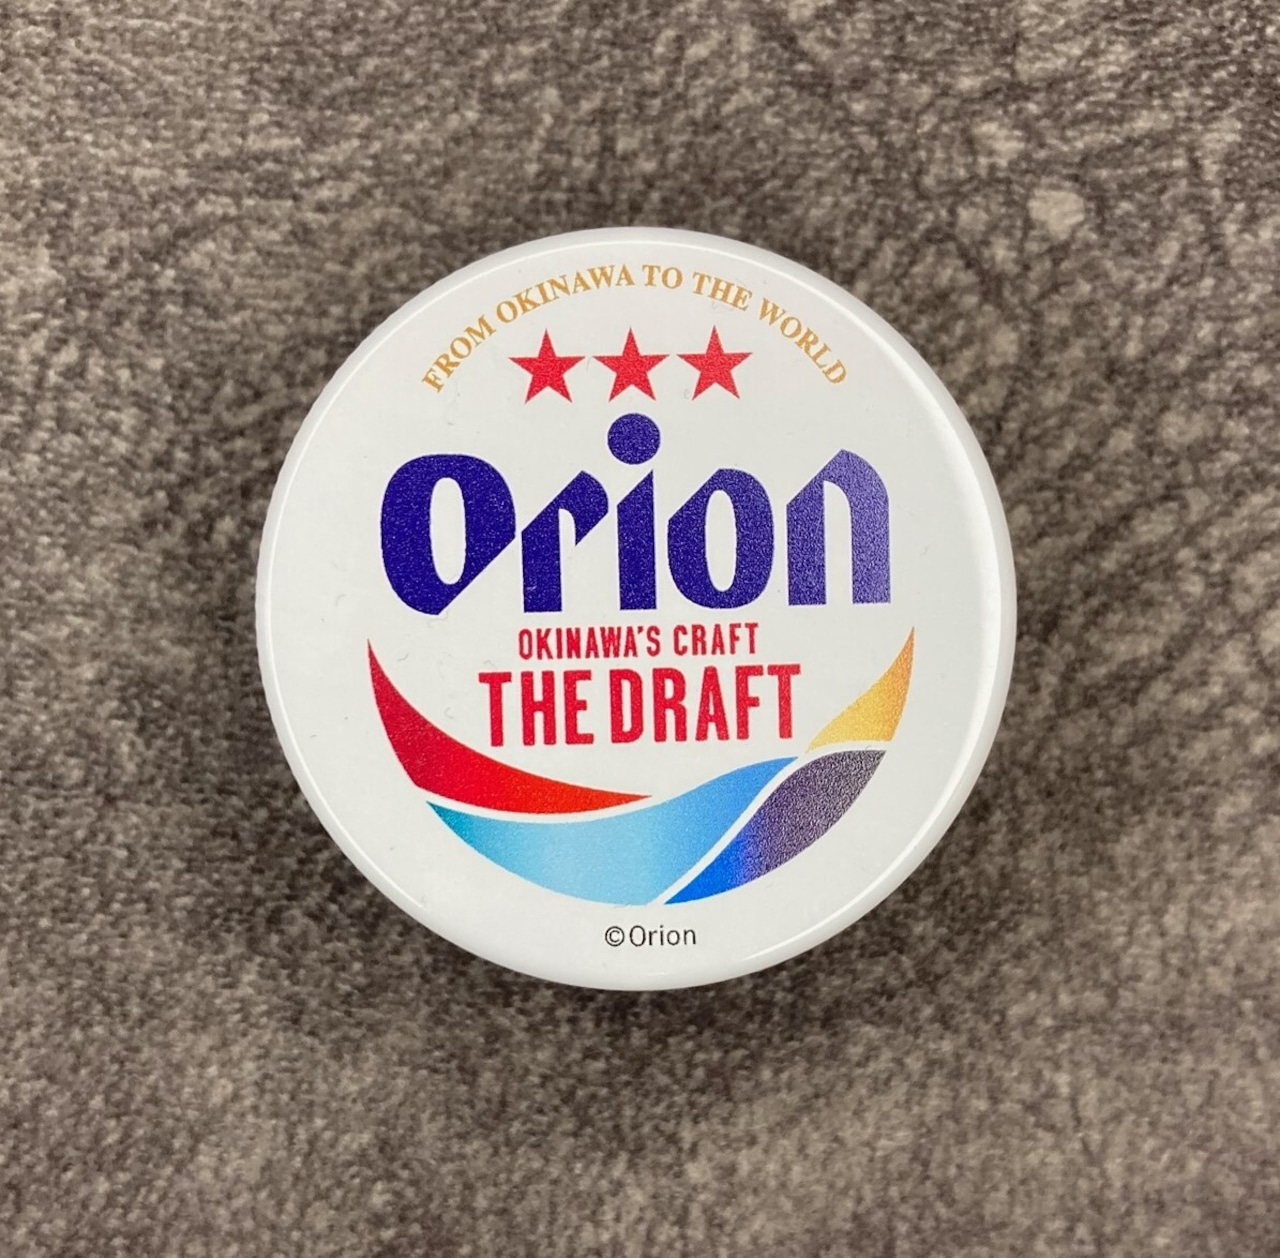 FROM OKINAWA TO THE WORLD
Orion
OKINAWA'S CRAFT
THE DRAFT
©Orion